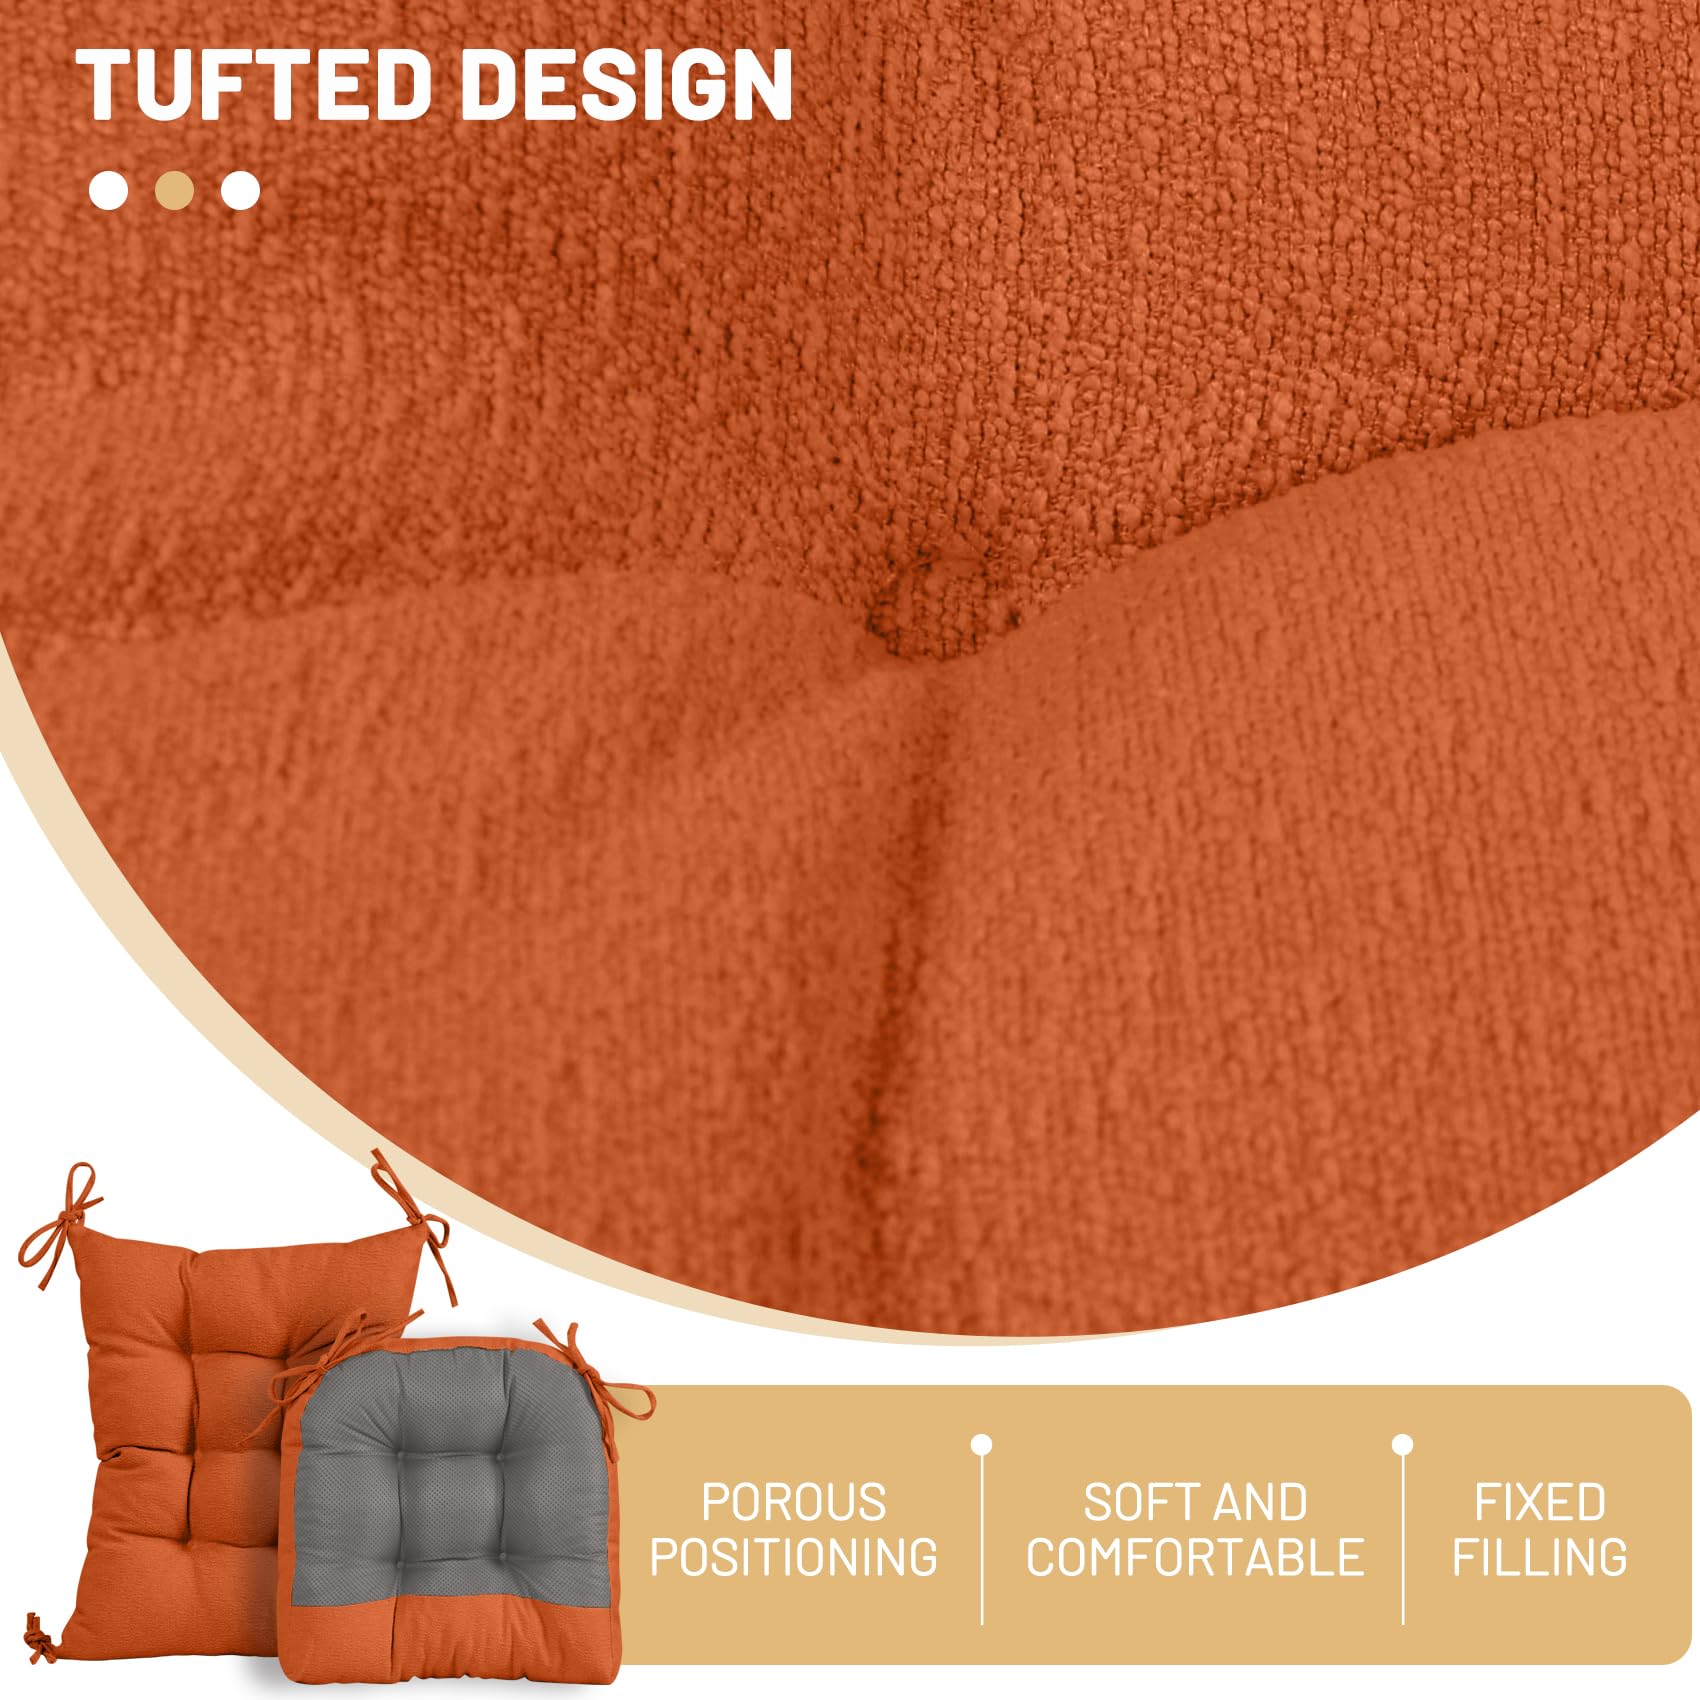 TUFTED DESIGN
POROUS
POSITIONING
SOFT AND
COMFORTABLE
FIXED
FILLING